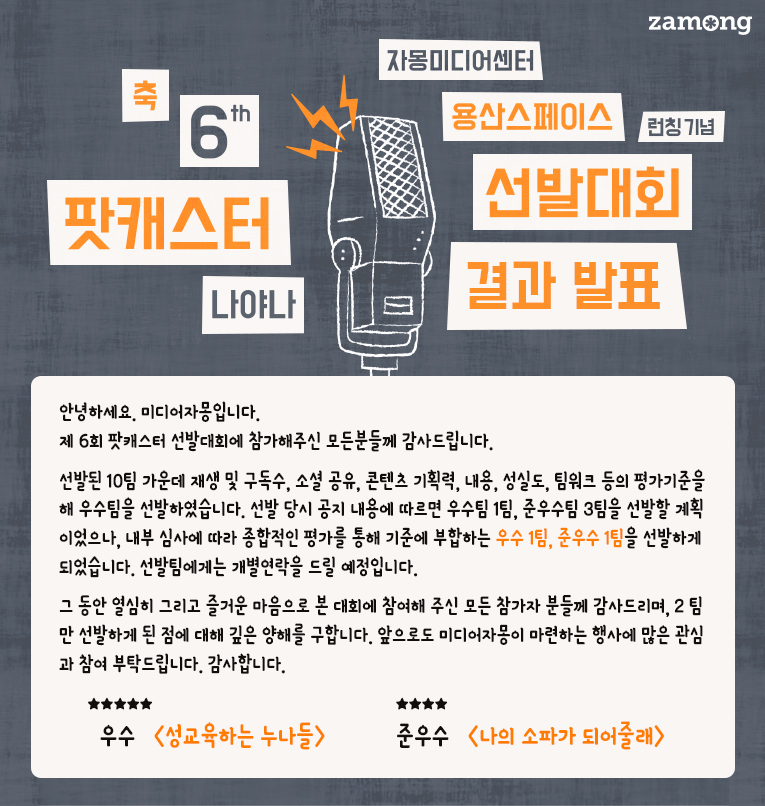 zamong
자몽미디어센터
축
6th
용산스페이스
런칭기념
팟캐스터
선발대회
나야나
결과 발표
안녕하세요. 미디어자몽입니다.
제 6회 팟캐스터 선발대회에 참가해주신 모든분들께 감사드립니다.
선발된 10팀 가운데 재생 및 구독수, 소셜 공유, 콘텐츠 기획력, 내용, 성실도, 팀워크 등의 평가기준을
해 우수팀을 선발하였습니다. 선발 당시 공지 내용에 따르면 우수팀 1팀, 준우수팀 3팀을 선발할 계획
이었으나, 내부 심사에 따라 종합적인 평가를 통해 기준에 부합하는 우수 1팀, 준우수 1팀을 선발하게
되었습니다. 선발팀에게는 개별연락을 드릴 예정입니다.
그 동안 열심히 그리고 즐거운 마음으로 본 대회에 참여해 주신 모든 참가자 분들께 감사드리며, 2 팀
만 선발하게 된 점에 대해 깊은 양해를 구합니다. 앞으로도 미디어자몽이 마련하는 행사에 많은 관심
과 참여 부탁드립니다. 감사합니다.
★★★★★ ★★★★
우수 〈성교육하는 누나들〉 준우수 〈나의 소파가 되어줄래〉